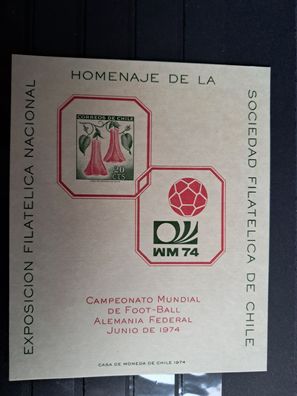 HOMENAJE DE LA
EXPOSICION FILATELICA NACIONAL
SOCIEDAD FILATELICA DE CHILE
CORREOS DE CHILE
20
CTS.
WM 74
CAMPEONATO MUNDIAL
DE FOOT-BALL
ALEMANIA FEDERAL
JUNIO DE 1974
CASA DE MONEDA DE CHILE 1974